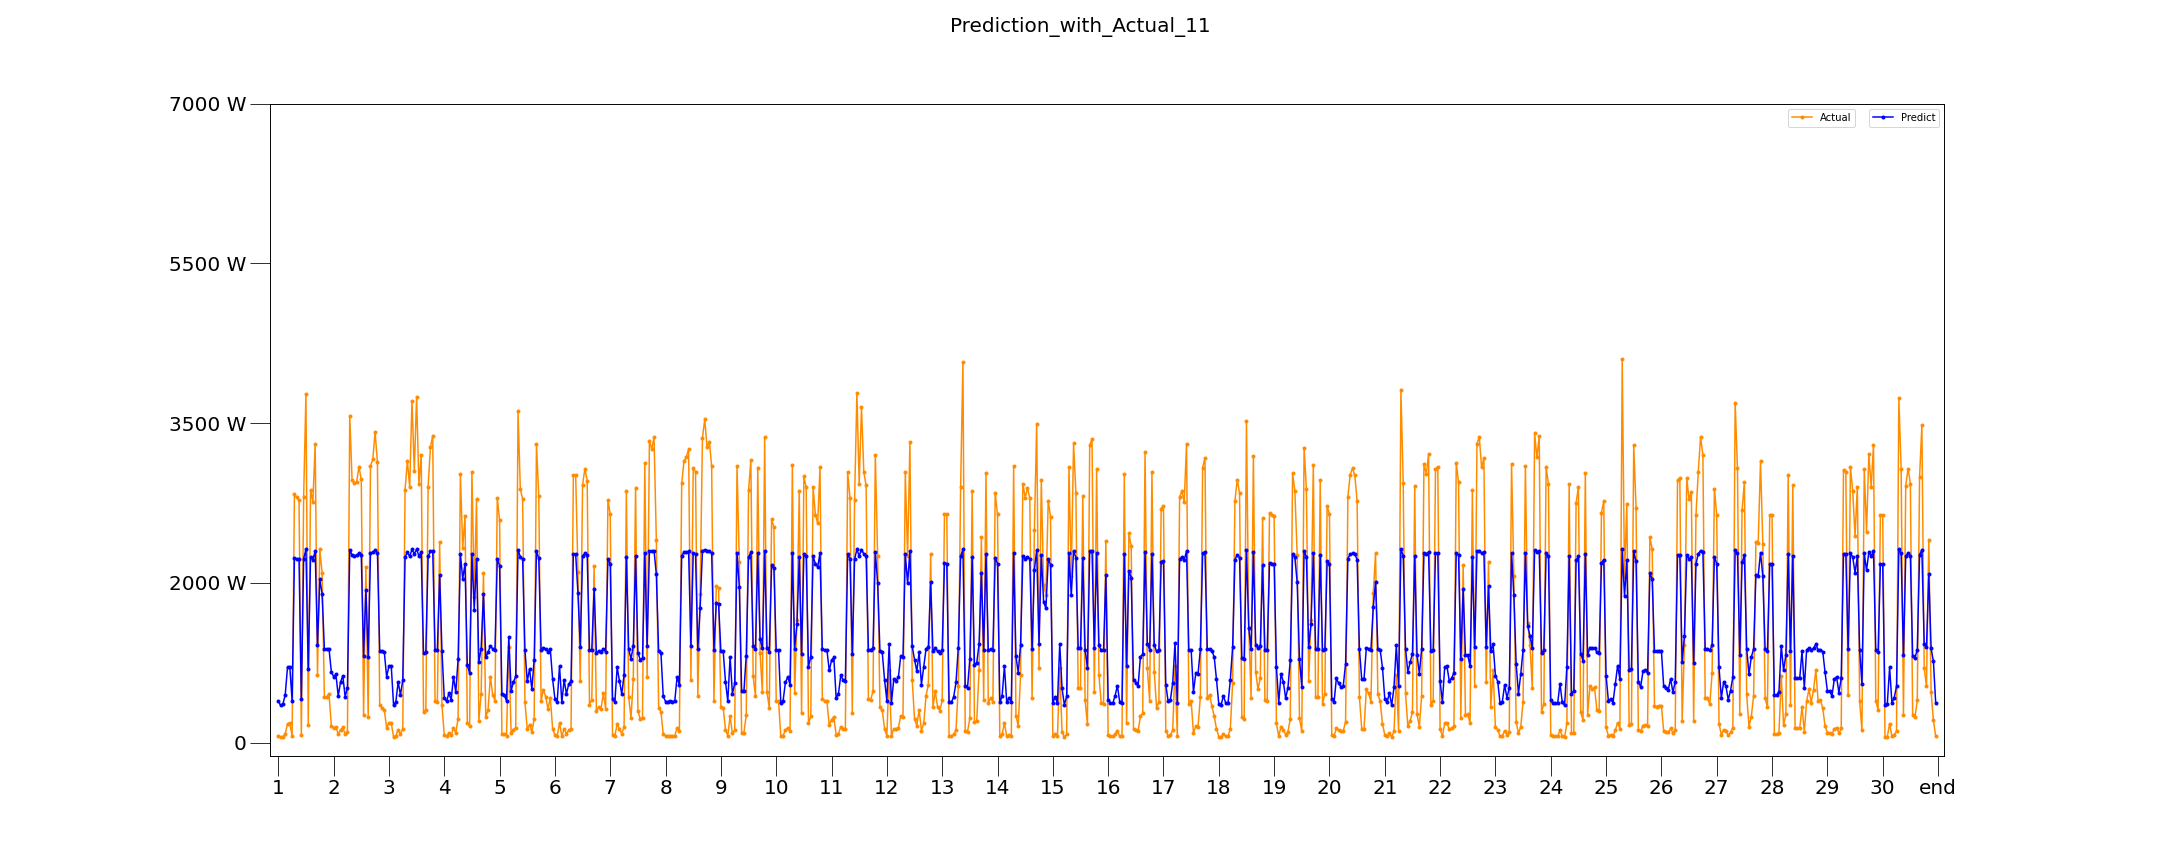 Prediction_with_Actual_11
7000 W
Actual Predict
5500 W
3500 W
2000 W
0
1 2 3 4 5 6 7 8 9 10 11 12 13 14 15 16 17 18 19 20 21 22 23 24 25 26 27 28 29 30 end